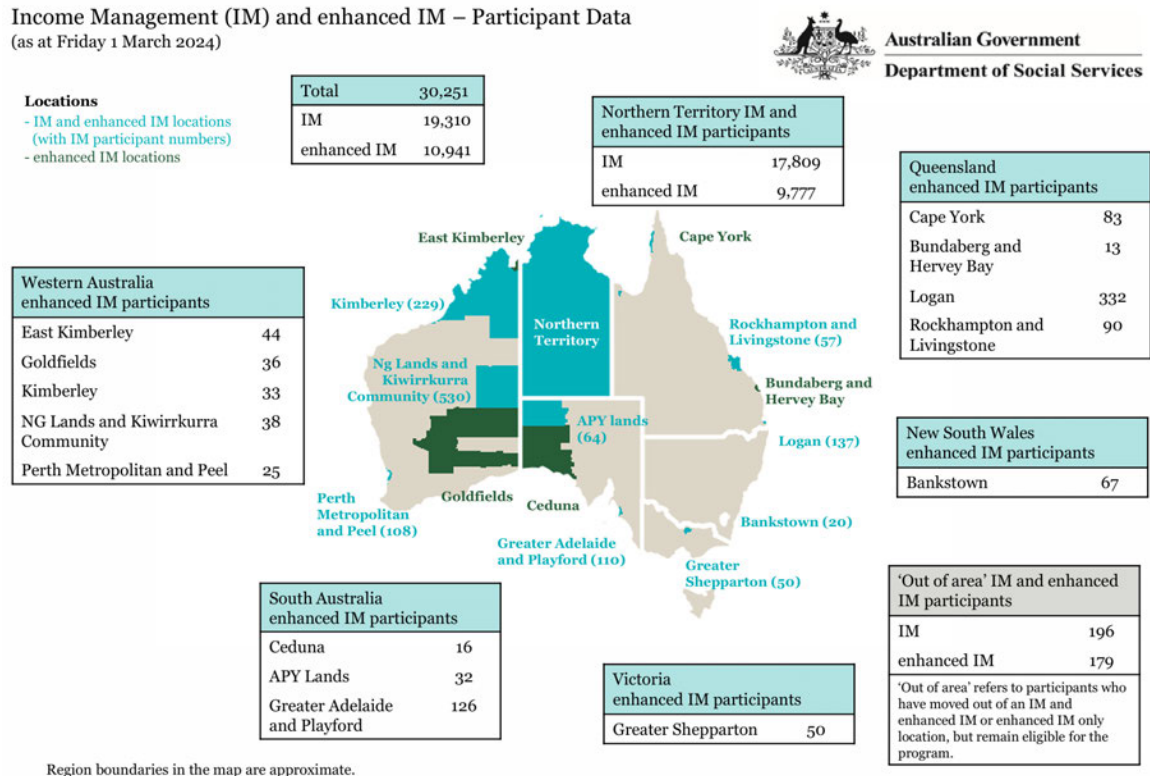 Income Management (IM) and enhanced IM – Participant Data
(as at Friday 1 March 2024)
Australian Government
Department of Social Services
Locations
- IM and enhanced IM locations
(with IM participant numbers)
- enhanced IM locations
Total 30,251
IM 19,310
enhanced IM 10,941
Northern Territory IM and
enhanced IM participants
IM 17,809
enhanced IM 9,777
Queensland
enhanced IM participants
Cape York 83
Bundaberg and 13
Hervey Bay
Logan 332
Rockhampton and 90
Livingstone
Western Australia
enhanced IM participants
East Kimberley 44
Goldfields 36
Kimberley 33
NG Lands and Kiwirrkurra 38
Community
Perth Metropolitan and Peel 25
East Kimberley
Cape York
Kimberley (229)
Northern
Territory
Rockhampton and
Livingstone (57)
Ng Lands and
Kiwirrkurra
Community (530)
Bundaberg and
Hervey Bay
APY lands
(64)
Logan (137)
Goldfields
Ceduna
Perth
Metropolitan
and Peel (108)
Bankstown (20)
Greater Adelaide
and Playford (110)
Greater
Shepparton (50)
New South Wales
enhanced IM participants
Bankstown 67
South Australia
enhanced IM participants
Ceduna 16
APY Lands 32
Greater Adelaide 126
and Playford
Victoria
enhanced IM participants
Greater Shepparton 50
‘Out of area’ IM and enhanced
IM participants
IM 196
enhanced IM 179
‘Out of area’ refers to participants who
have moved out of an IM and
enhanced IM or enhanced IM only
location, but remain eligible for the
program.
Region boundaries in the map are approximate.